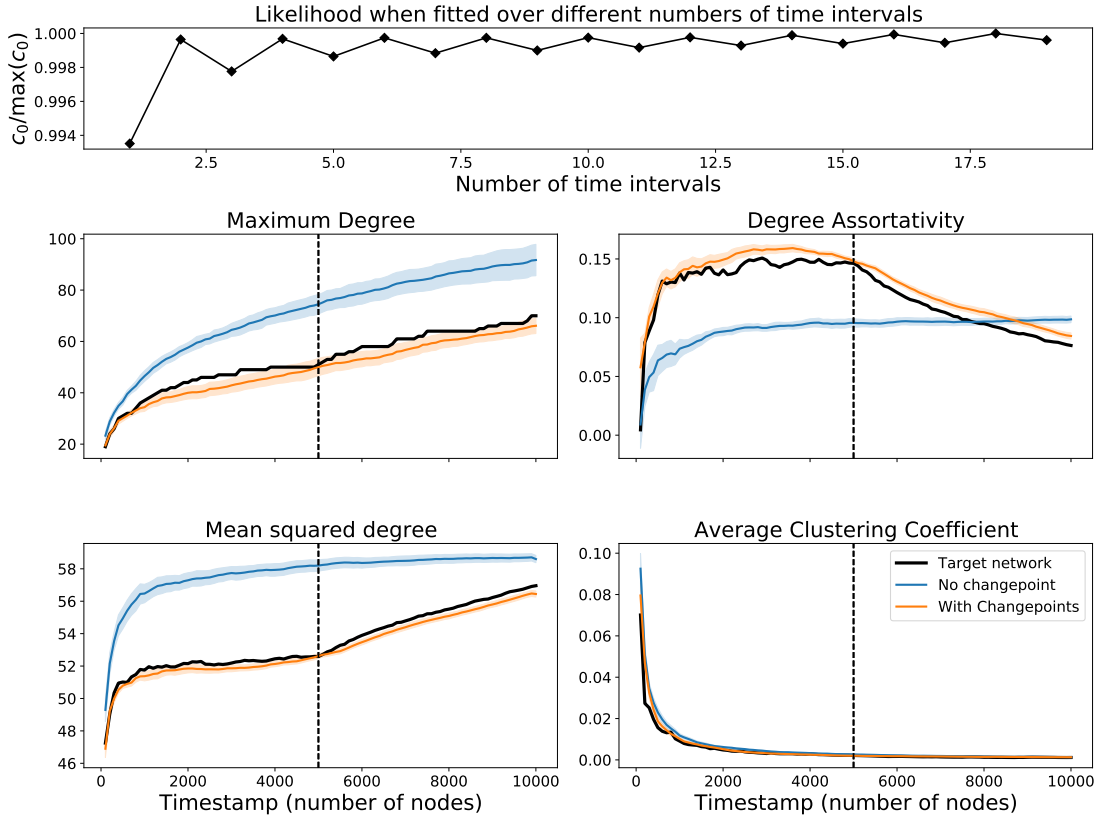 Likelihood when fitted over different numbers of time intervals
1.000
0.998
0.996
0.994
c₀/max(c₀)
2.5 5.0 7.5 10.0 12.5 15.0 17.5
Number of time intervals
Maximum Degree
100
80
60
40
20
Degree Assortativity
0.15
0.10
0.05
0.00
Mean squared degree
58
56
54
52
50
48
46
0 2000 4000 6000 8000 10000
Timestamp (number of nodes)
Average Clustering Coefficient
0.10
0.08
0.06
0.04
0.02
0.00
Target network
No changepoint
With Changepoints
0 2000 4000 6000 8000 10000
Timestamp (number of nodes)